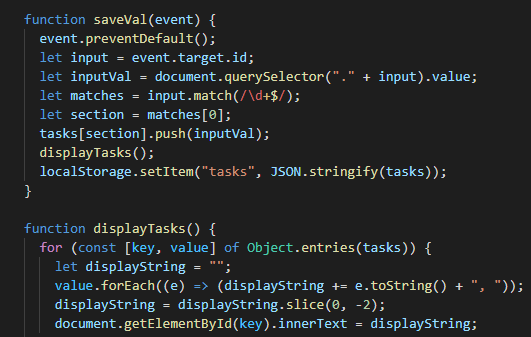 function saveVal(event) {
event.preventDefault();
let input = event.target.id;
let inputVal = document.querySelector("." + input).value;
let matches = input.match(/\d+$/);
let section = matches[0];
tasks[section].push(inputVal);
displayTasks();
localStorage.setItem("tasks", JSON.stringify(tasks));
}
function displayTasks() {
for (const [key, value] of Object.entries(tasks)) {
let displayString = "";
value.forEach((e) => (displayString += e.toString() + ", "));
displayString = displayString.slice(0, -2);
document.getElementById(key).innerText = displayString;